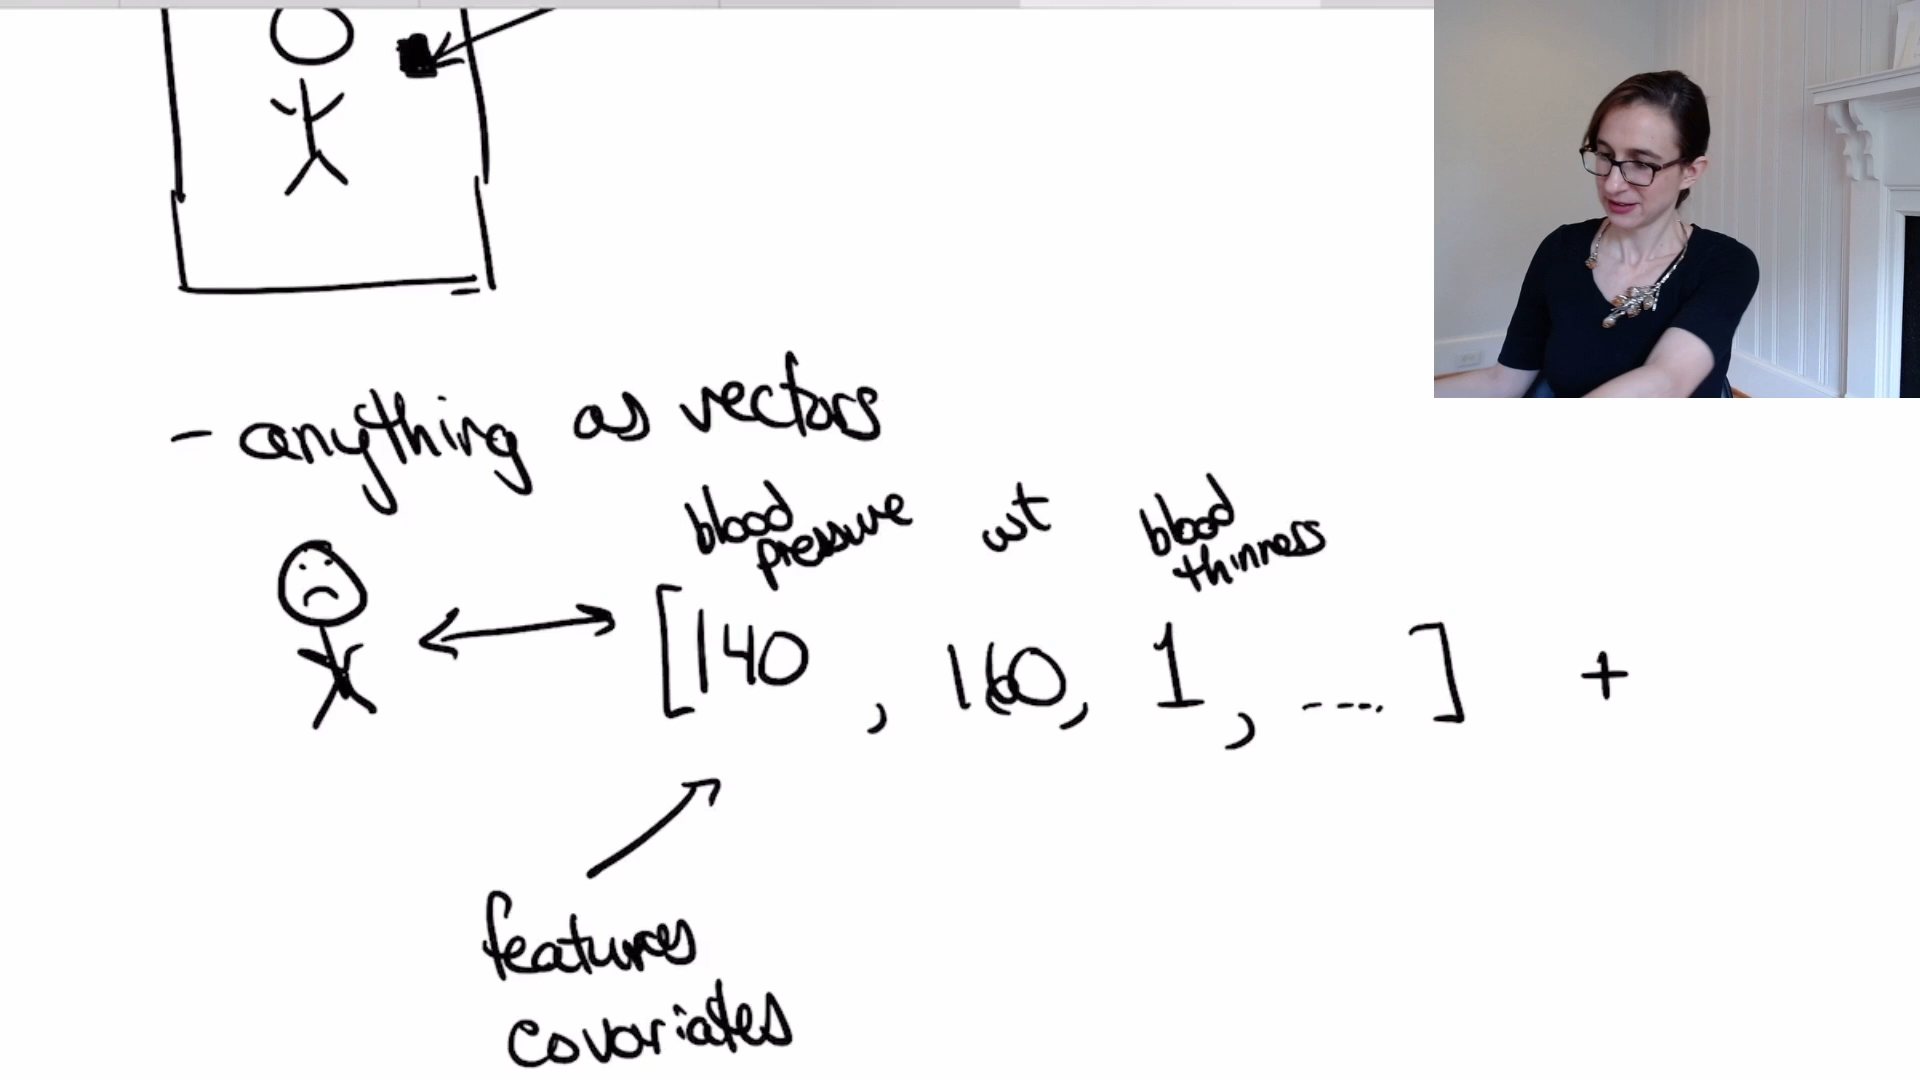 - anything as vectors
blood pressure wt blood thinness
[140, 160, 1, ....] +
features
covariates